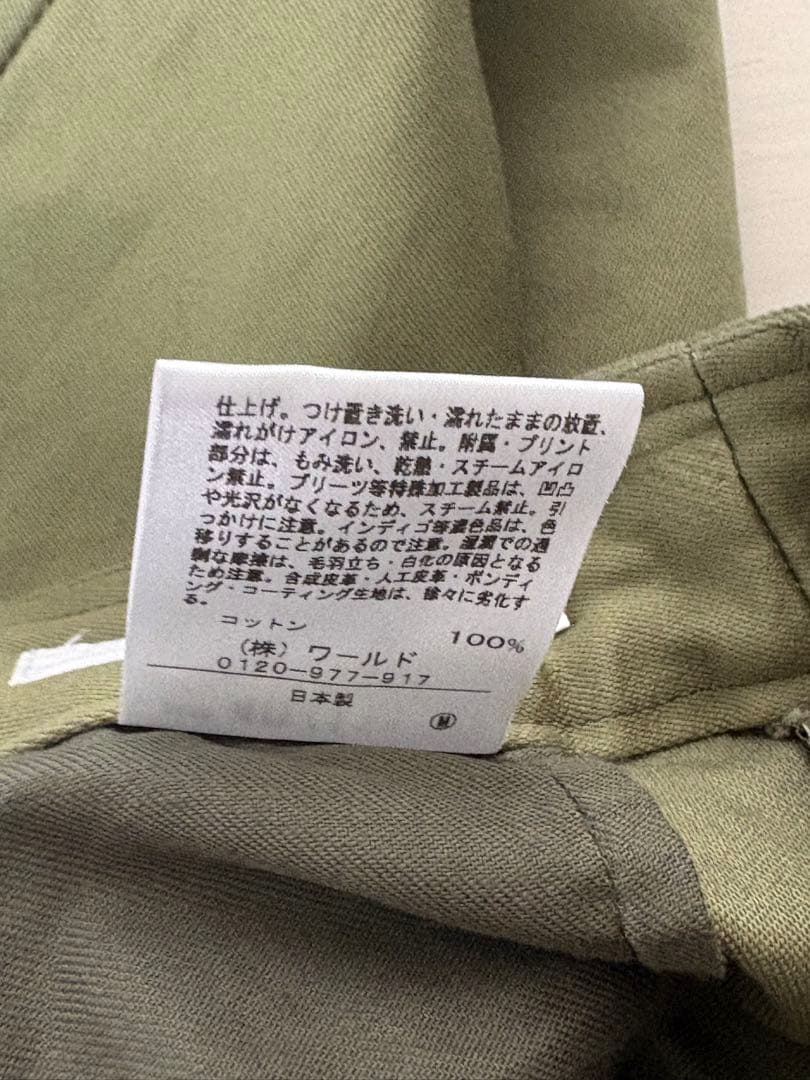 仕上げ。つけ置き洗い・濡れたままの放置、
濡れがけアイロン、禁止。附属・プリント
部分は、もみ洗い、乾熱・スチームアイロ
ン禁止。プリーツ等特殊加工製品は、凹凸
や光沢がなくなるため、スチーム禁止。引
っかけに注意。インディゴ等濃色品は、色
移りすることがあるので注意。湿潤での過
剰な摩擦は、毛羽立ち・白化の原因となる
ため注意。合成皮革・人工皮革・ボンディ
ング・コーティング生地は、徐々に劣化す
る。
コットン 100%
(株)ワールド
0120-977-917
日本製
M